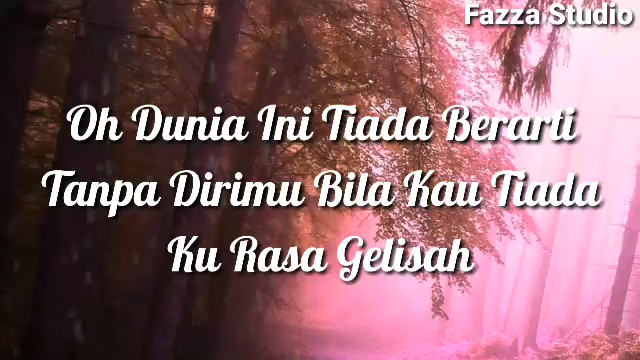 Fazza Studio
Oh Dunia Ini Tiada Berarti
Tanpa Dirimu Bila Kau Tiada
Ku Rasa Gelisah